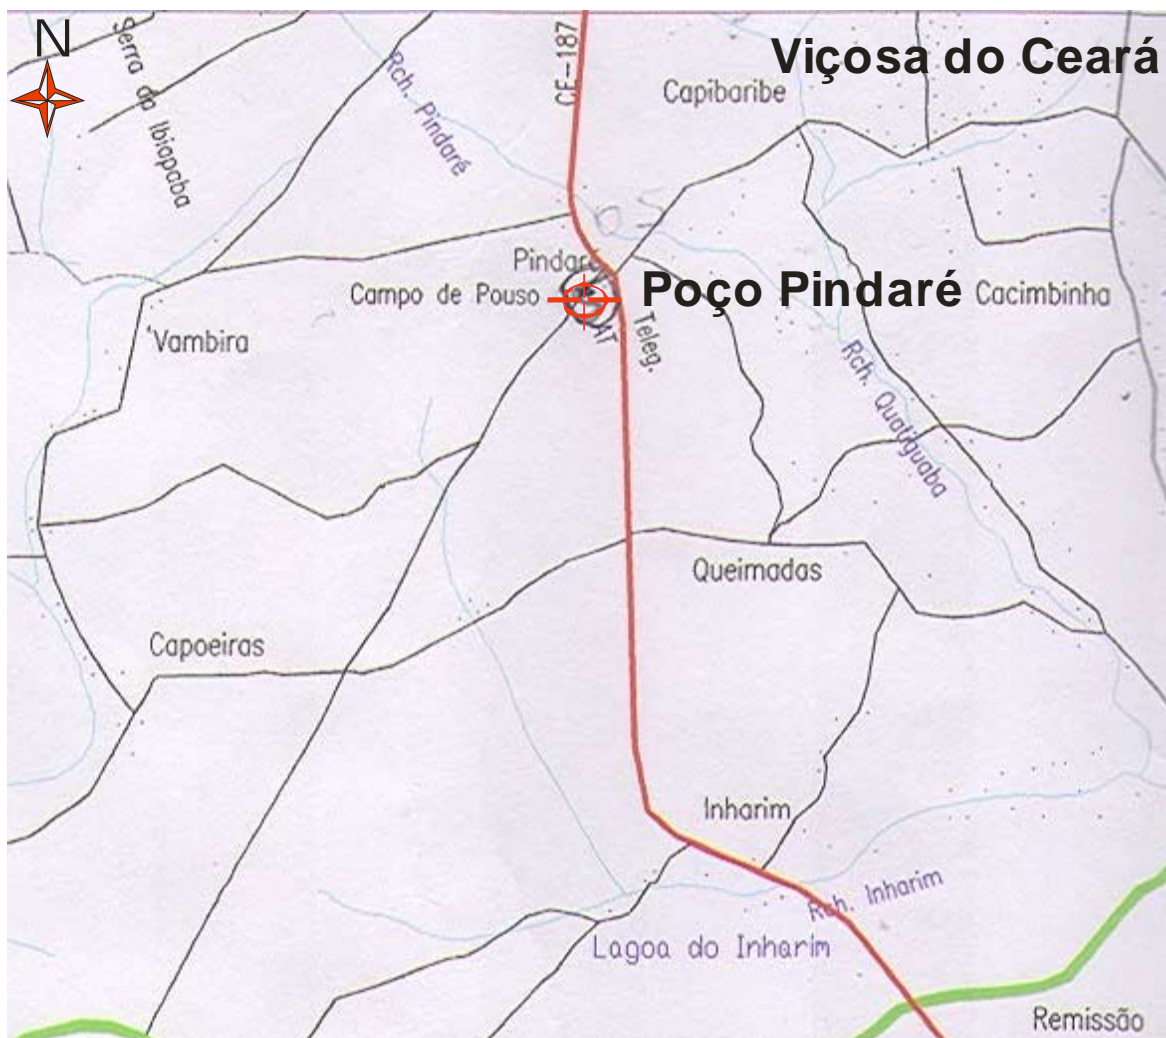 N
Viçosa do Ceará
CE-187
Serra da Ibiapaba
Rch. Pindaré
Capibaribe
Pindaré
Campo de Pouso
Poço Pindaré
Cacimbinha
AT
Teleg.
Vambira
Rch. Quatiguaba
Queimadas
Capoeiras
Inharim
Rch. Inharim
Lagoa do Inharim
Remissão